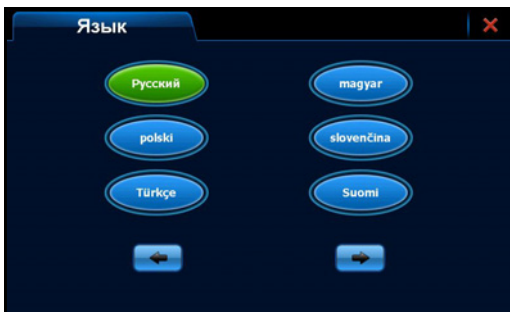 Язык
Русский
magyar
polski
slovenčina
Türkçe
Suomi